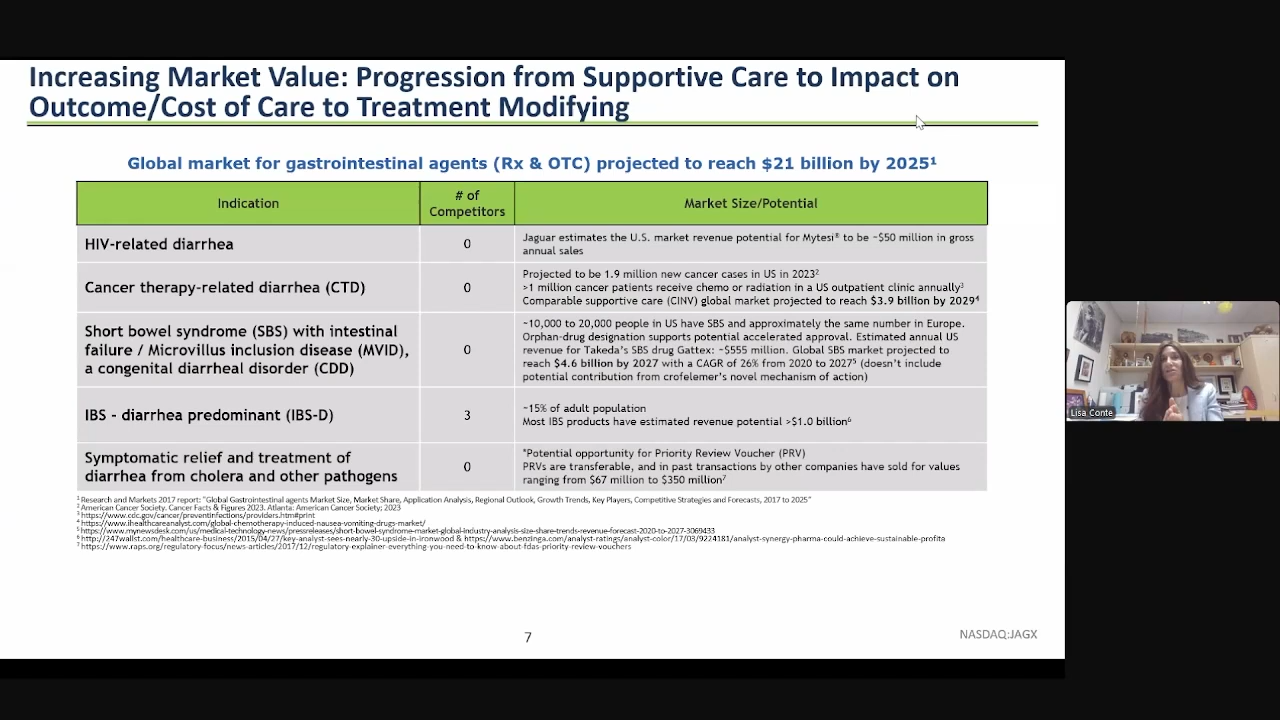 Increasing Market Value: Progression from Supportive Care to Impact on
Outcome/Cost of Care to Treatment Modifying
Global market for gastrointestinal agents (Rx & OTC) projected to reach $21 billion by 2025¹
Indication
# of
Competitors
Market Size/Potential
HIV-related diarrhea
0
Jaguar estimates the U.S. market revenue potential for Mytesi® to be ~$50 million in gross
annual sales
Cancer therapy-related diarrhea (CTD)
0
Projected to be 1.9 million new cancer cases in US in 2023²
>1 million cancer patients receive chemo or radiation in a US outpatient clinic annually³
Comparable supportive care (CINV) global market projected to reach $3.9 billion by 2029⁴
Short bowel syndrome (SBS) with intestinal
failure / Microvillus inclusion disease (MVID),
a congenital diarrheal disorder (CDD)
0
~10,000 to 20,000 people in US have SBS and approximately the same number in Europe.
Orphan-drug designation supports potential accelerated approval. Estimated annual US
revenue for Takeda's SBS drug Gattex: ~$555 million. Global SBS market projected to
reach $4.6 billion by 2027 with a CAGR of 26% from 2020 to 2027⁵ (doesn't include
potential contribution from crofelemer's novel mechanism of action)
IBS - diarrhea predominant (IBS-D)
3
~15% of adult population
Most IBS products have estimated revenue potential >$1.0 billion⁶
Symptomatic relief and treatment of
diarrhea from cholera and other pathogens
0
*Potential opportunity for Priority Review Voucher (PRV)
PRVs are transferable, and in past transactions by other companies have sold for values
ranging from $67 million to $350 million⁷
¹ Research and Markets 2017 report: "Global Gastrointestinal agents Market Size, Market Share, Application Analysis, Regional Outlook, Growth Trends, Key Players, Competitive Strategies and Forecasts, 2017 to 2025"
² American Cancer Society. Cancer Facts & Figures 2023. Atlanta: American Cancer Society; 2023
³ https://www.cdc.gov/cancer/preventinfections/providers.htm#print
⁴ https://www.ihealthcareanalyst.com/global-chemotherapy-induced-nausea-vomiting-drugs-market/
⁵ https://www.mynewsdesk.com/us/medical-technology-news/pressreleases/short-bowel-syndrome-market-global-industry-analysis-size-share-trends-revenue-forecast-2020-to-2027-3069433
⁶ http://247wallst.com/healthcare-business/2015/04/27/key-analyst-sees-nearly-30-upside-in-ironwood & https://www.benzinga.com/analyst-ratings/analyst-color/17/03/9224181/analyst-synergy-pharma-could-achieve-sustainable-profita
⁷ https://www.raps.org/regulatory-focus/news-articles/2017/12/regulatory-explainer-everything-you-need-to-know-about-fdas-priority-review-vouchers
7
NASDAQ:JAGX
Lisa Conte